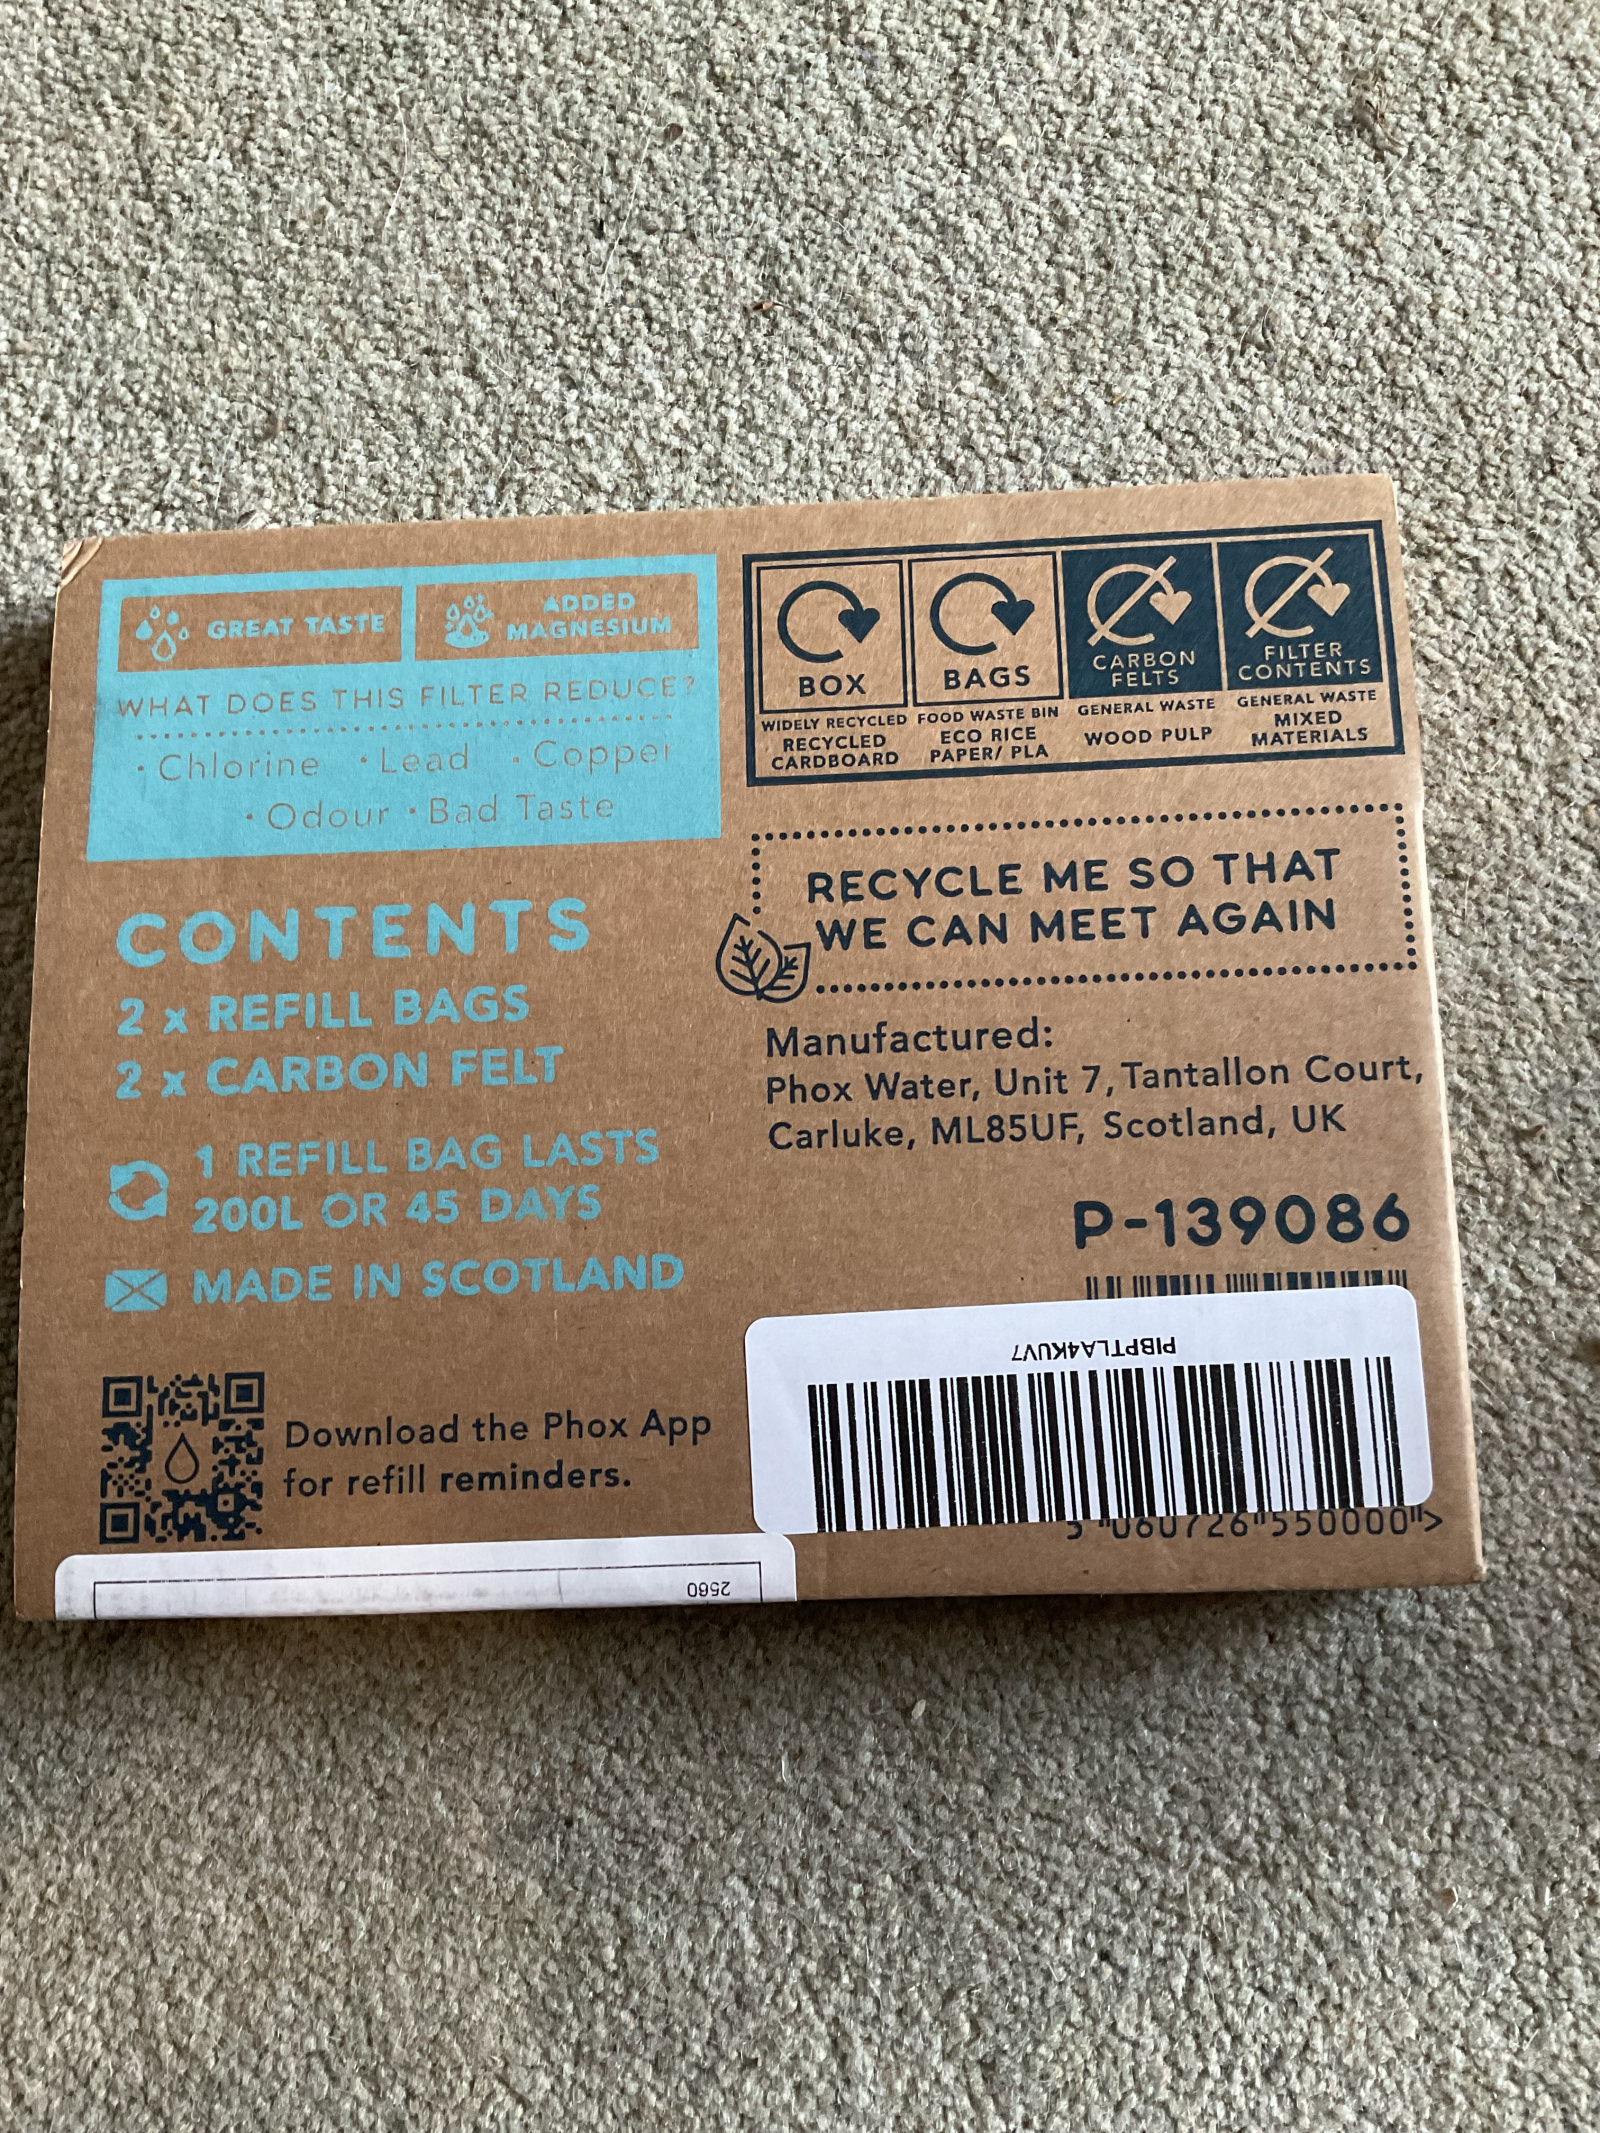 GREAT TASTE
ADDED
MAGNESIUM
WHAT DOES THIS FILTER REDUCE?
· Chlorine · Lead · Copper
· Odour · Bad Taste
CONTENTS
2 x REFILL BAGS
2 x CARBON FELT
1 REFILL BAG LASTS
200L OR 45 DAYS
MADE IN SCOTLAND
Download the Phox App
for refill reminders.
BOX
WIDELY RECYCLED
RECYCLED
CARDBOARD
BAGS
FOOD WASTE BIN
ECO RICE
PAPER/ PLA
CARBON
FELTS
GENERAL WASTE
WOOD PULP
FILTER
CONTENTS
GENERAL WASTE
MIXED
MATERIALS
RECYCLE ME SO THAT
WE CAN MEET AGAIN
Manufactured:
Phox Water, Unit 7, Tantallon Court,
Carluke, ML85UF, Scotland, UK
P-139086
PIBPTLA4KUV7
5 "060726"550000">
2560